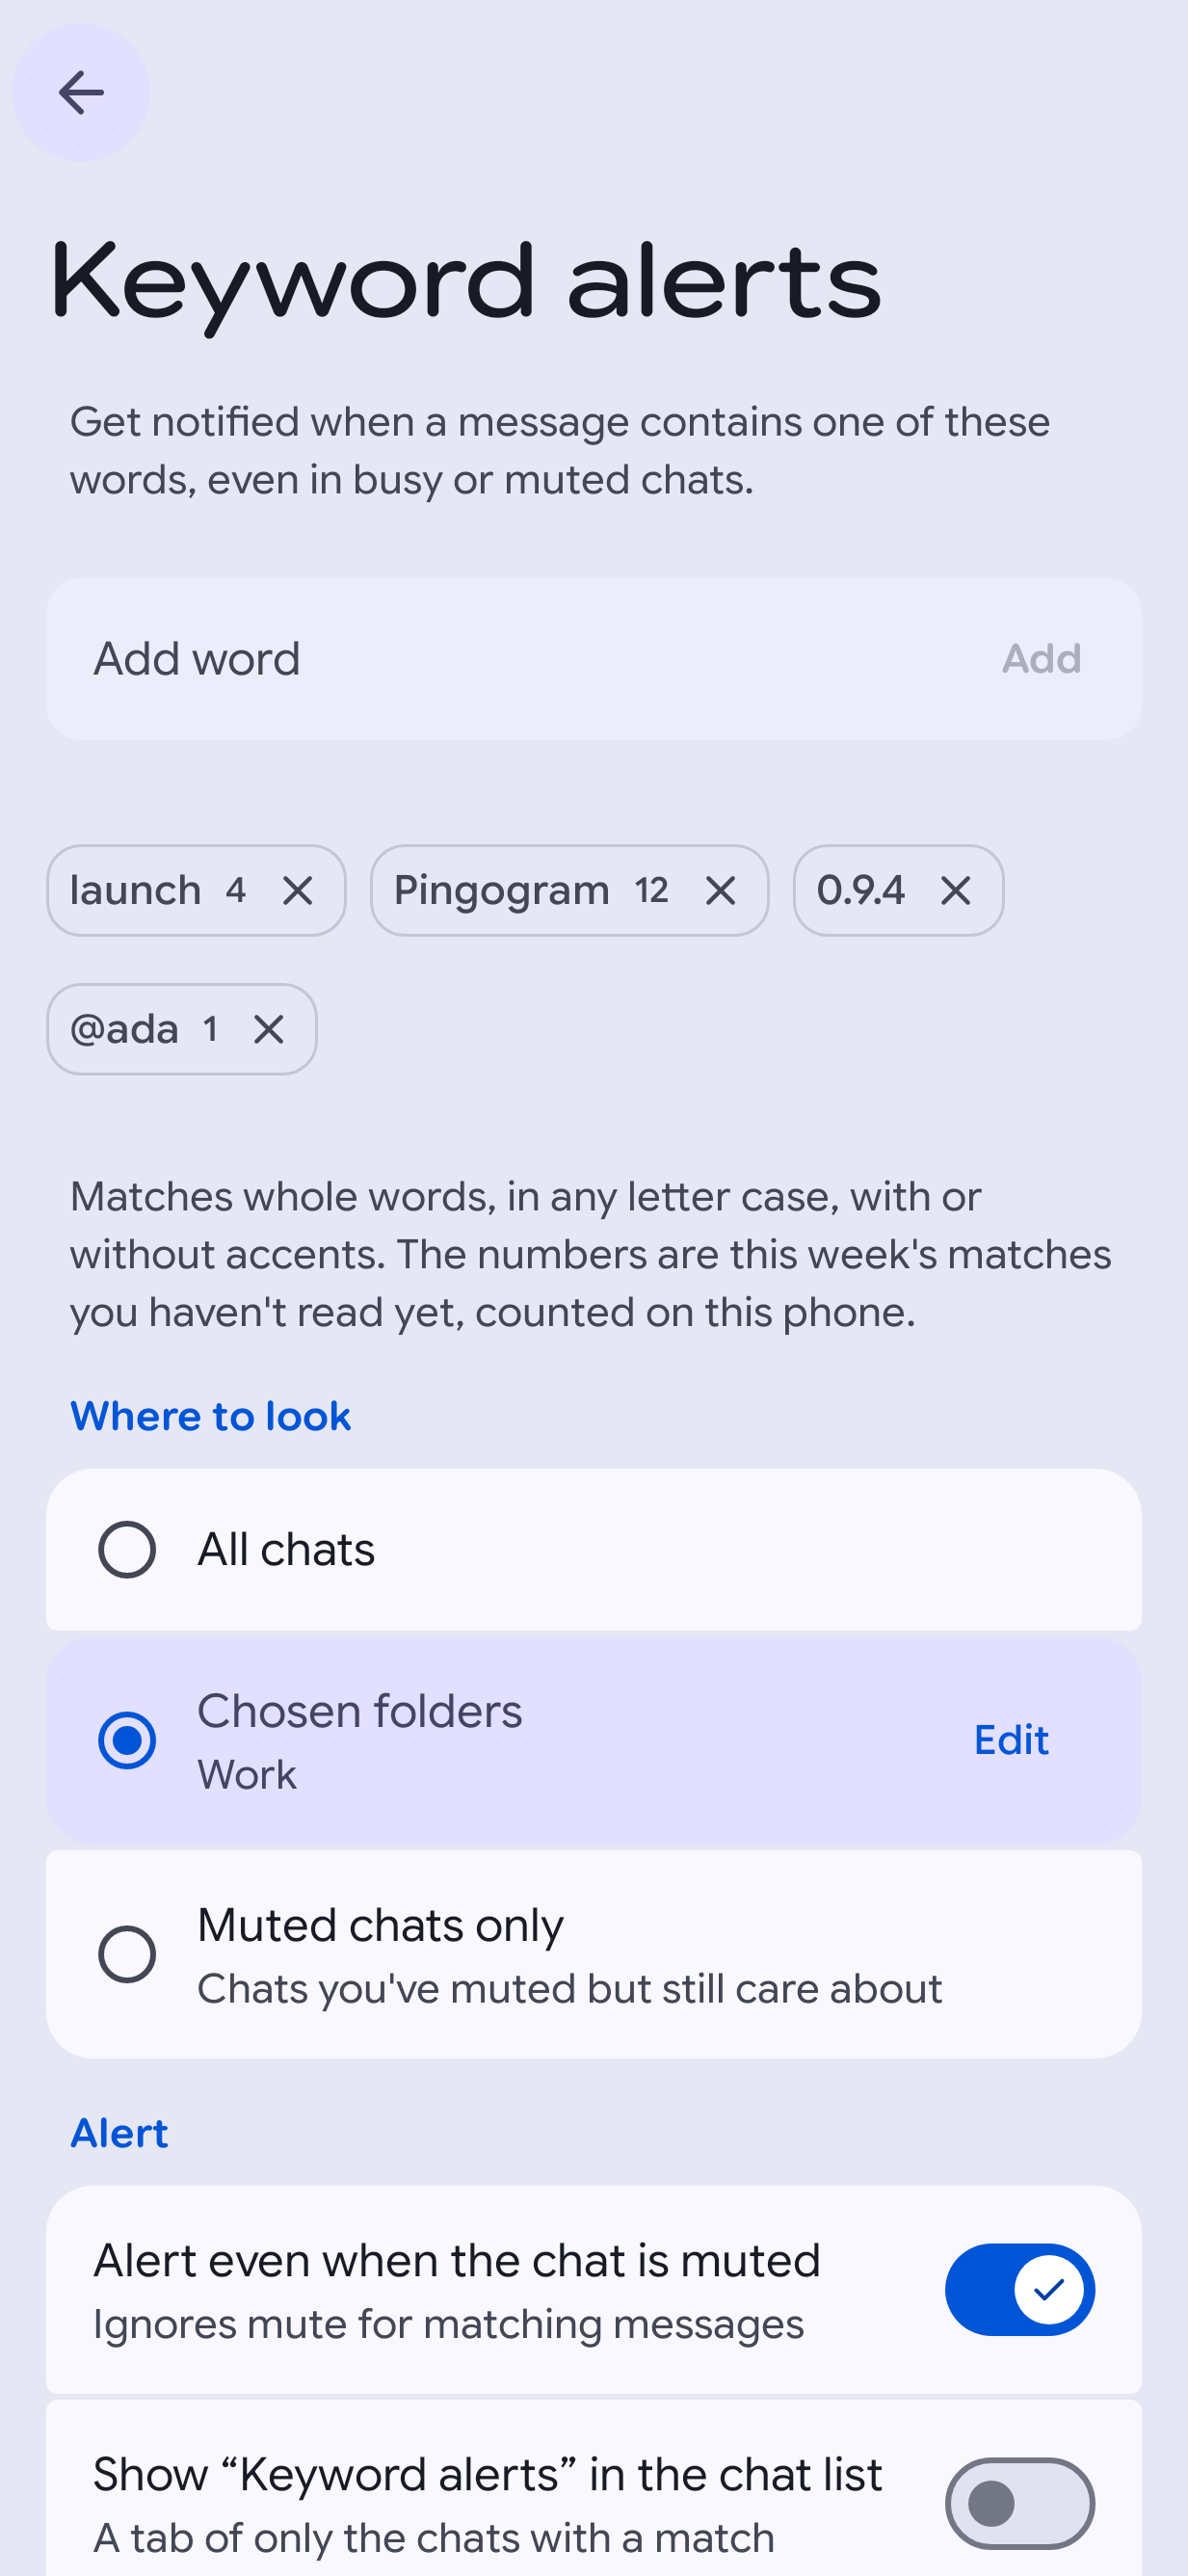 Keyword alerts
Get notified when a message contains one of these
words, even in busy or muted chats.
Add word Add
launch 4 Pingogram 12 0.9.4
@ada 1
Matches whole words, in any letter case, with or
without accents. The numbers are this week's matches
you haven't read yet, counted on this phone.
Where to look
All chats
Chosen folders
Work
Edit
Muted chats only
Chats you've muted but still care about
Alert
Alert even when the chat is muted
Ignores mute for matching messages
Show “Keyword alerts” in the chat list
A tab of only the chats with a match